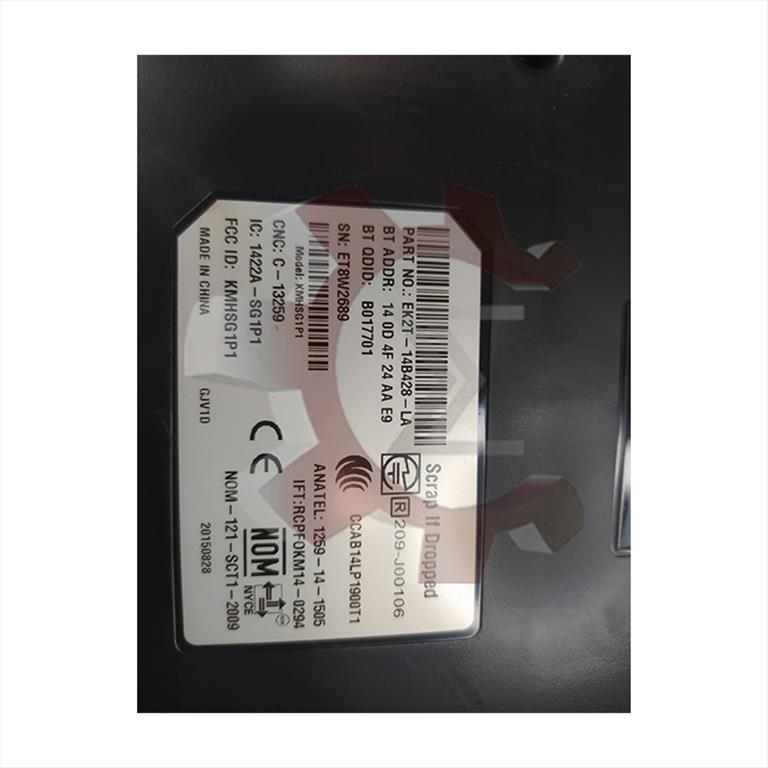 PART NO.: EK2T-14B428-LA
BT ADDR: 14 0D 4F 24 AA E9
BT QDID: B017701
SN: ET8W2689
Model: KMHSG1P1
CNC: C-13259
IC: 1422A-SG1P1
FCC ID: KMHSG1P1
MADE IN CHINA
GJV1D
Scrap If Dropped
R 209-J00106
CCAB14LP1900T1
ANATEL: 1259-14-1505
IFT:RCPFOKM14-0294
CE
NOM
NYCE
NOM-121-SCT1-2009
20150828